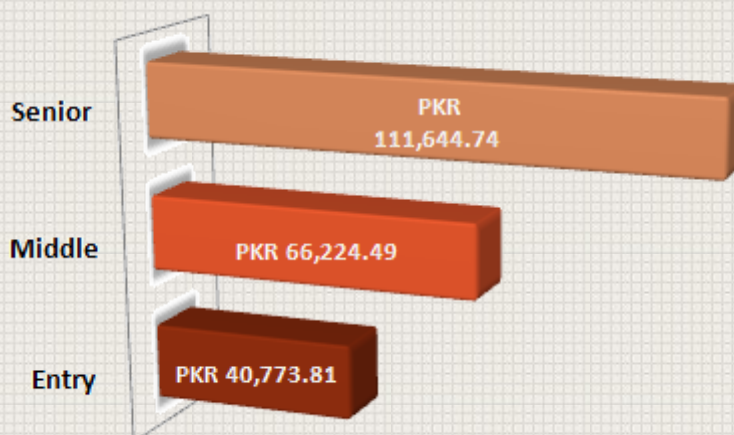 Senior
PKR
111,644.74
Middle
PKR 66,224.49
Entry
PKR 40,773.81